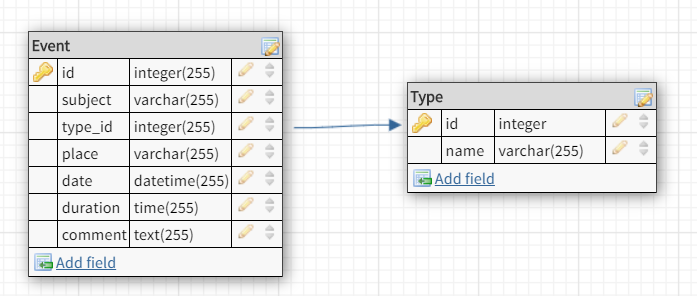 Event
id integer(255)
subject varchar(255)
type_id integer(255)
place varchar(255)
date datetime(255)
duration time(255)
comment text(255)
Add field
Type
id integer
name varchar(255)
Add field